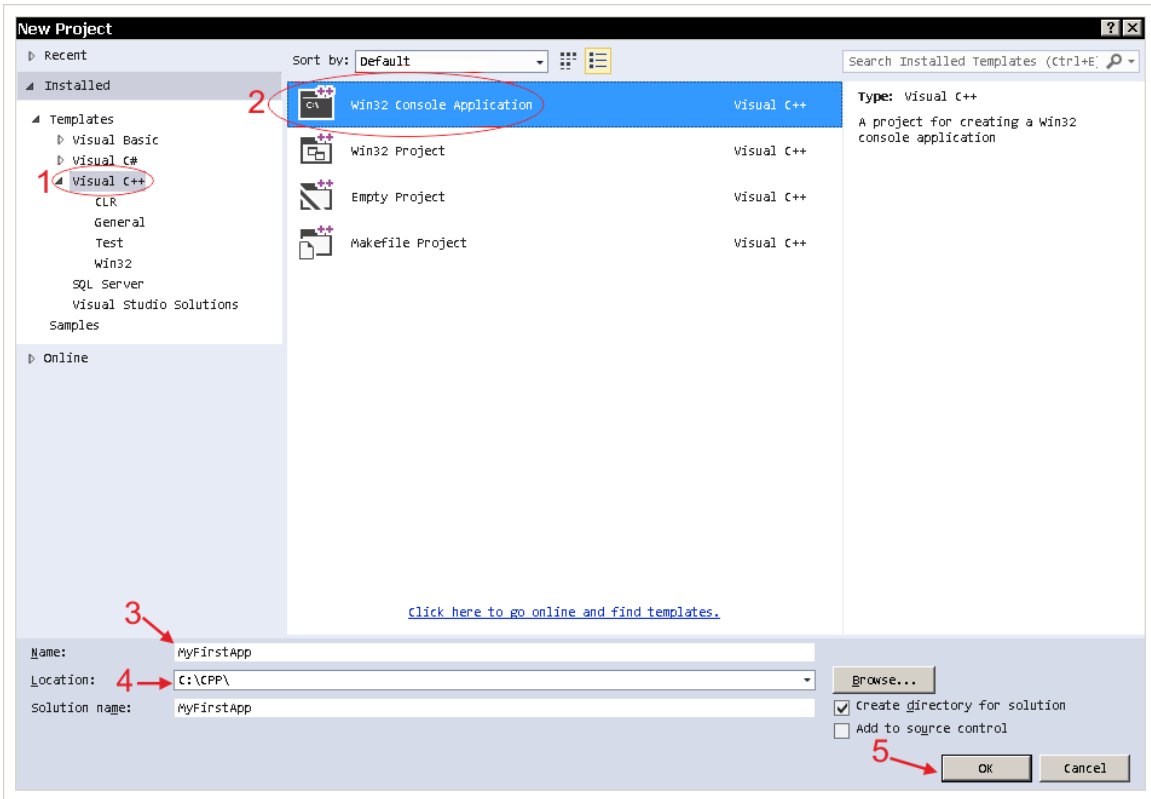 New Project
? X
Recent
Sort by: Default
Search Installed Templates (Ctrl+E)
Installed
Templates
Visual Basic
Visual C#
1 Visual C++
CLR
General
Test
Win32
SQL Server
Visual Studio Solutions
Samples
Online
2 C:\ ++ Win32 Console Application Visual C++
++ Win32 Project Visual C++
++ Empty Project Visual C++
++ Makefile Project Visual C++
Type: Visual C++
A project for creating a Win32
console application
Click here to go online and find templates.
3
Name: MyFirstApp
Location: 4 C:\CPP\
Browse...
Solution name: MyFirstApp
Create directory for solution
Add to source control
5
OK Cancel